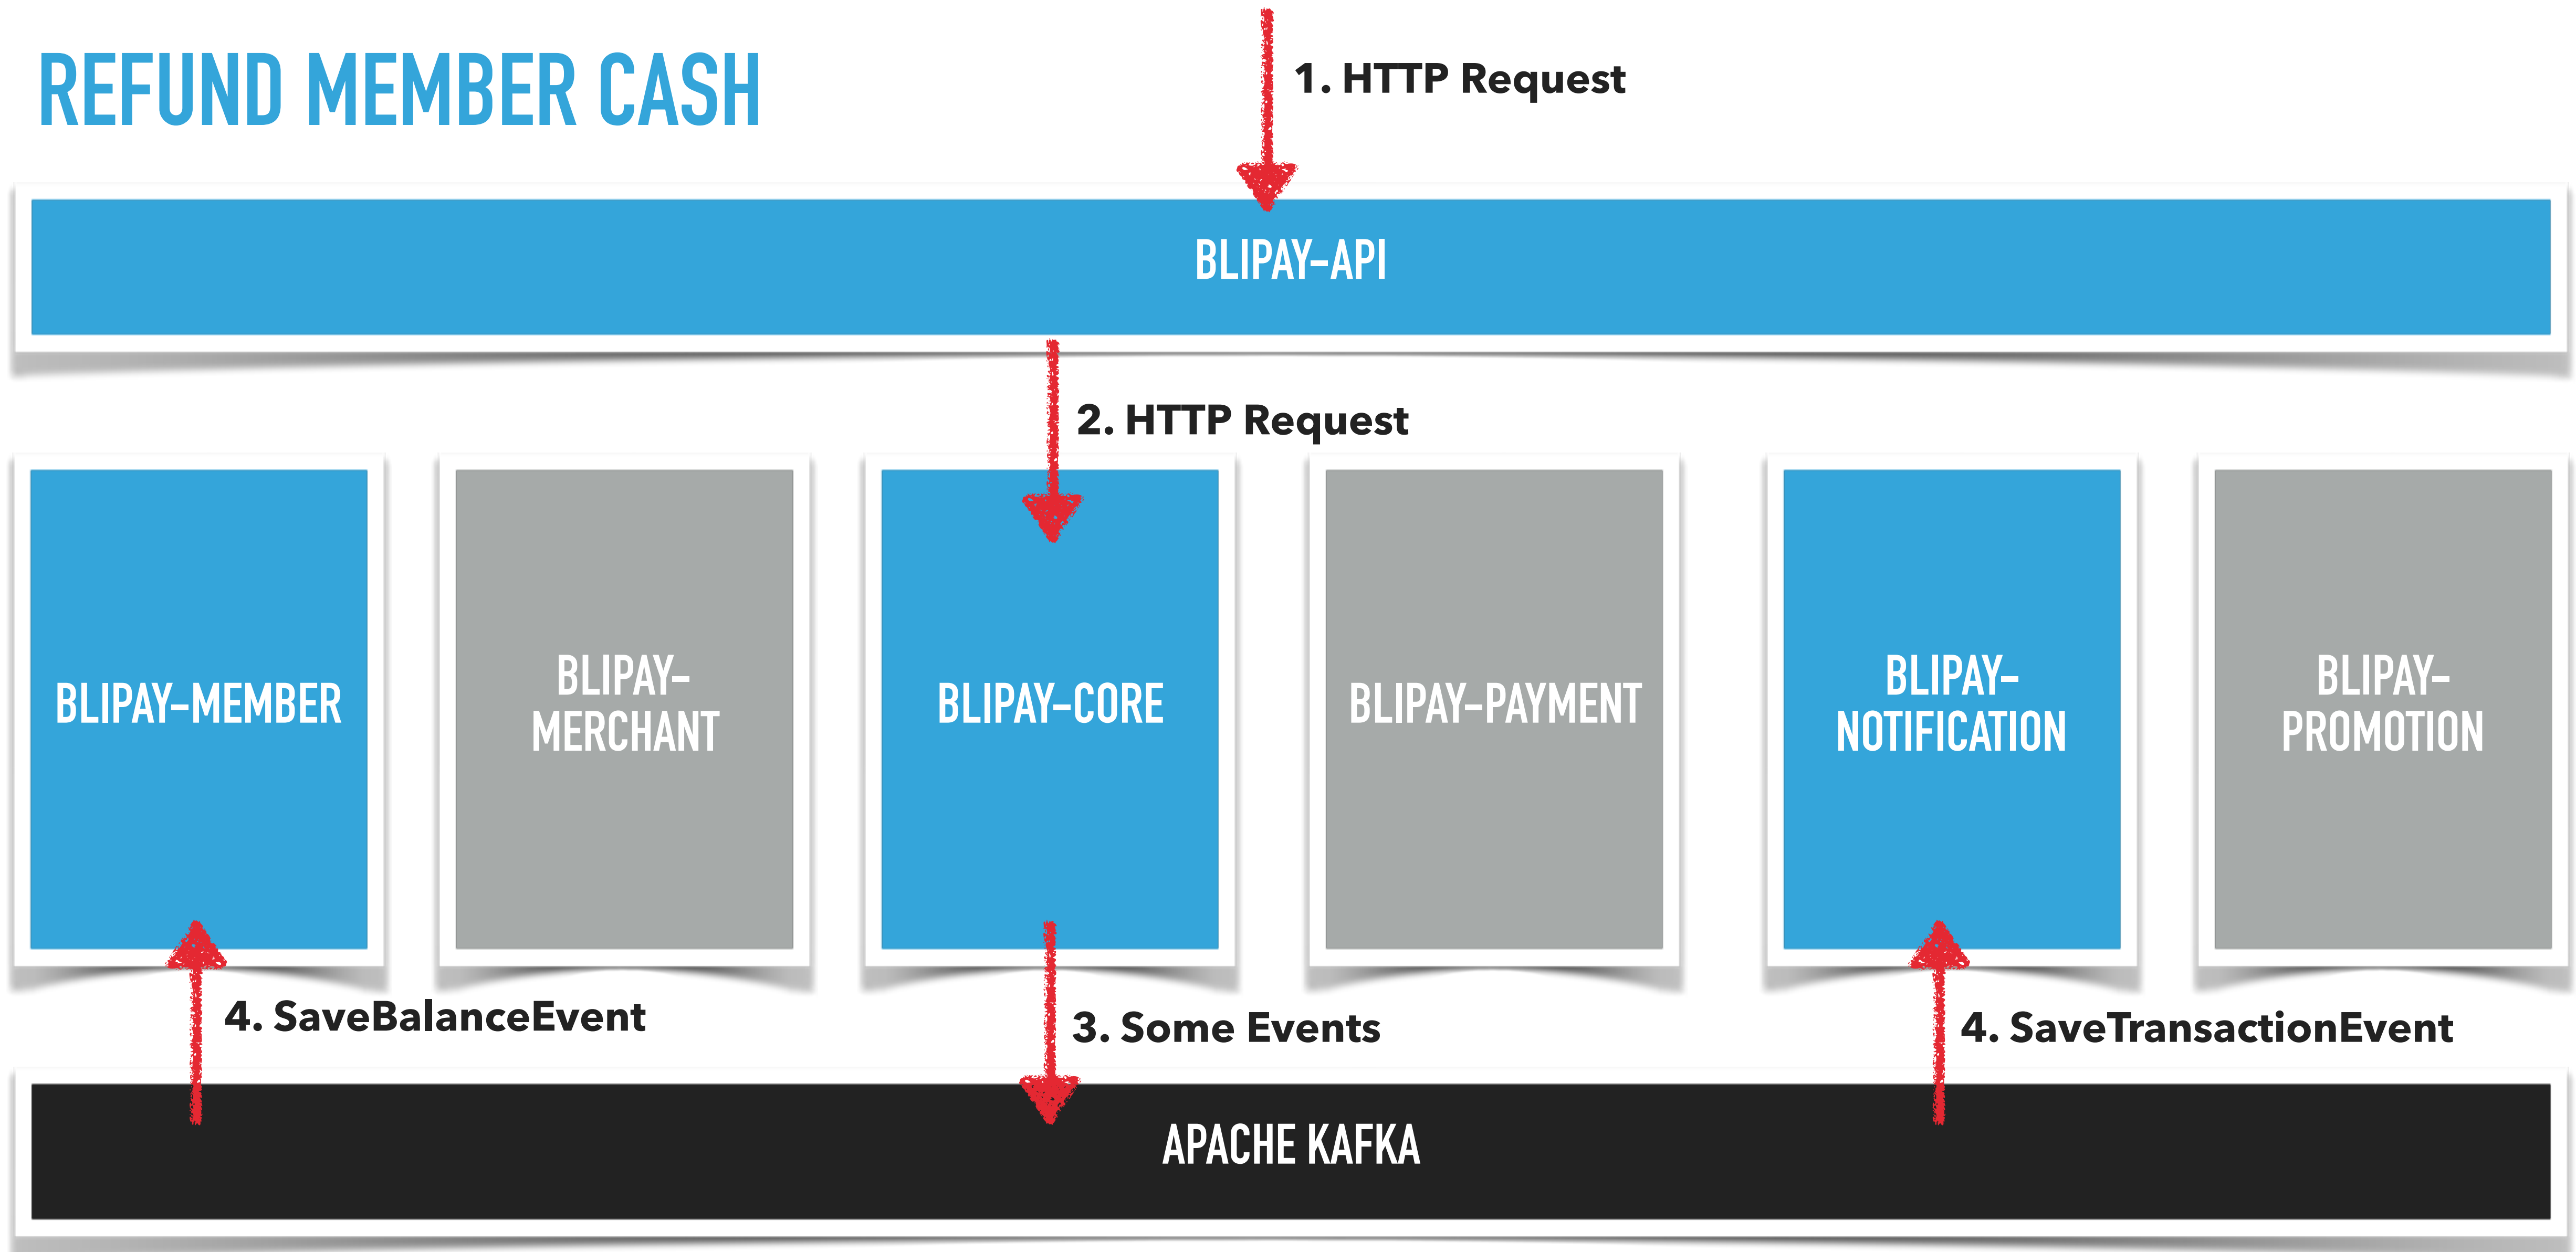 REFUND MEMBER CASH
1. HTTP Request
BLIPAY-API
2. HTTP Request
BLIPAY-MEMBER
BLIPAY-
MERCHANT
BLIPAY-CORE
BLIPAY-PAYMENT
BLIPAY-
NOTIFICATION
BLIPAY-
PROMOTION
4. SaveBalanceEvent
3. Some Events
4. SaveTransactionEvent
APACHE KAFKA